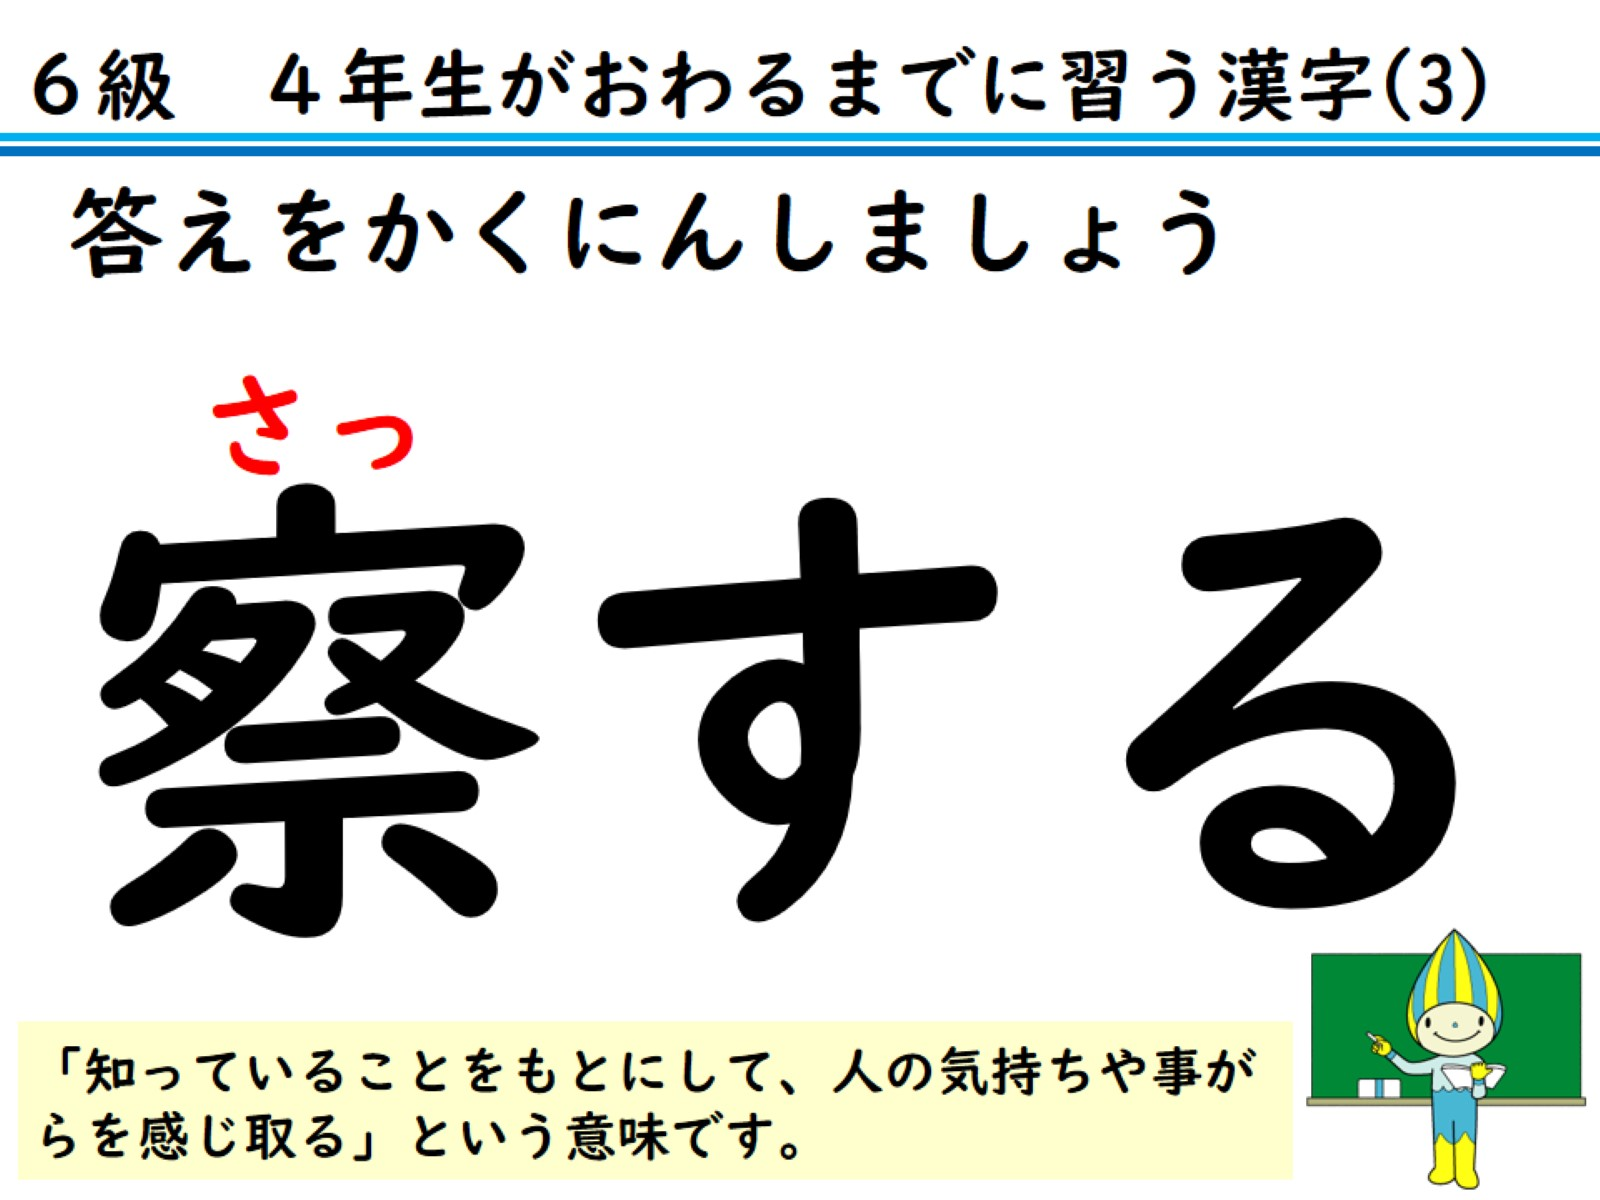 ６級　４年生がおわるまでに習う漢字(3)
答えをかくにんしましょう
さっ
察する
「知っていることをもとにして、人の気持ちや事が
らを感じ取る」という意味です。